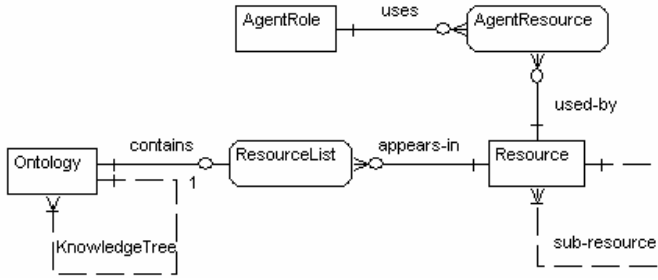 uses
AgentRole
AgentResource
used-by
contains
appears-in
Ontology
ResourceList
Resource
1
KnowledgeTree
sub-resource